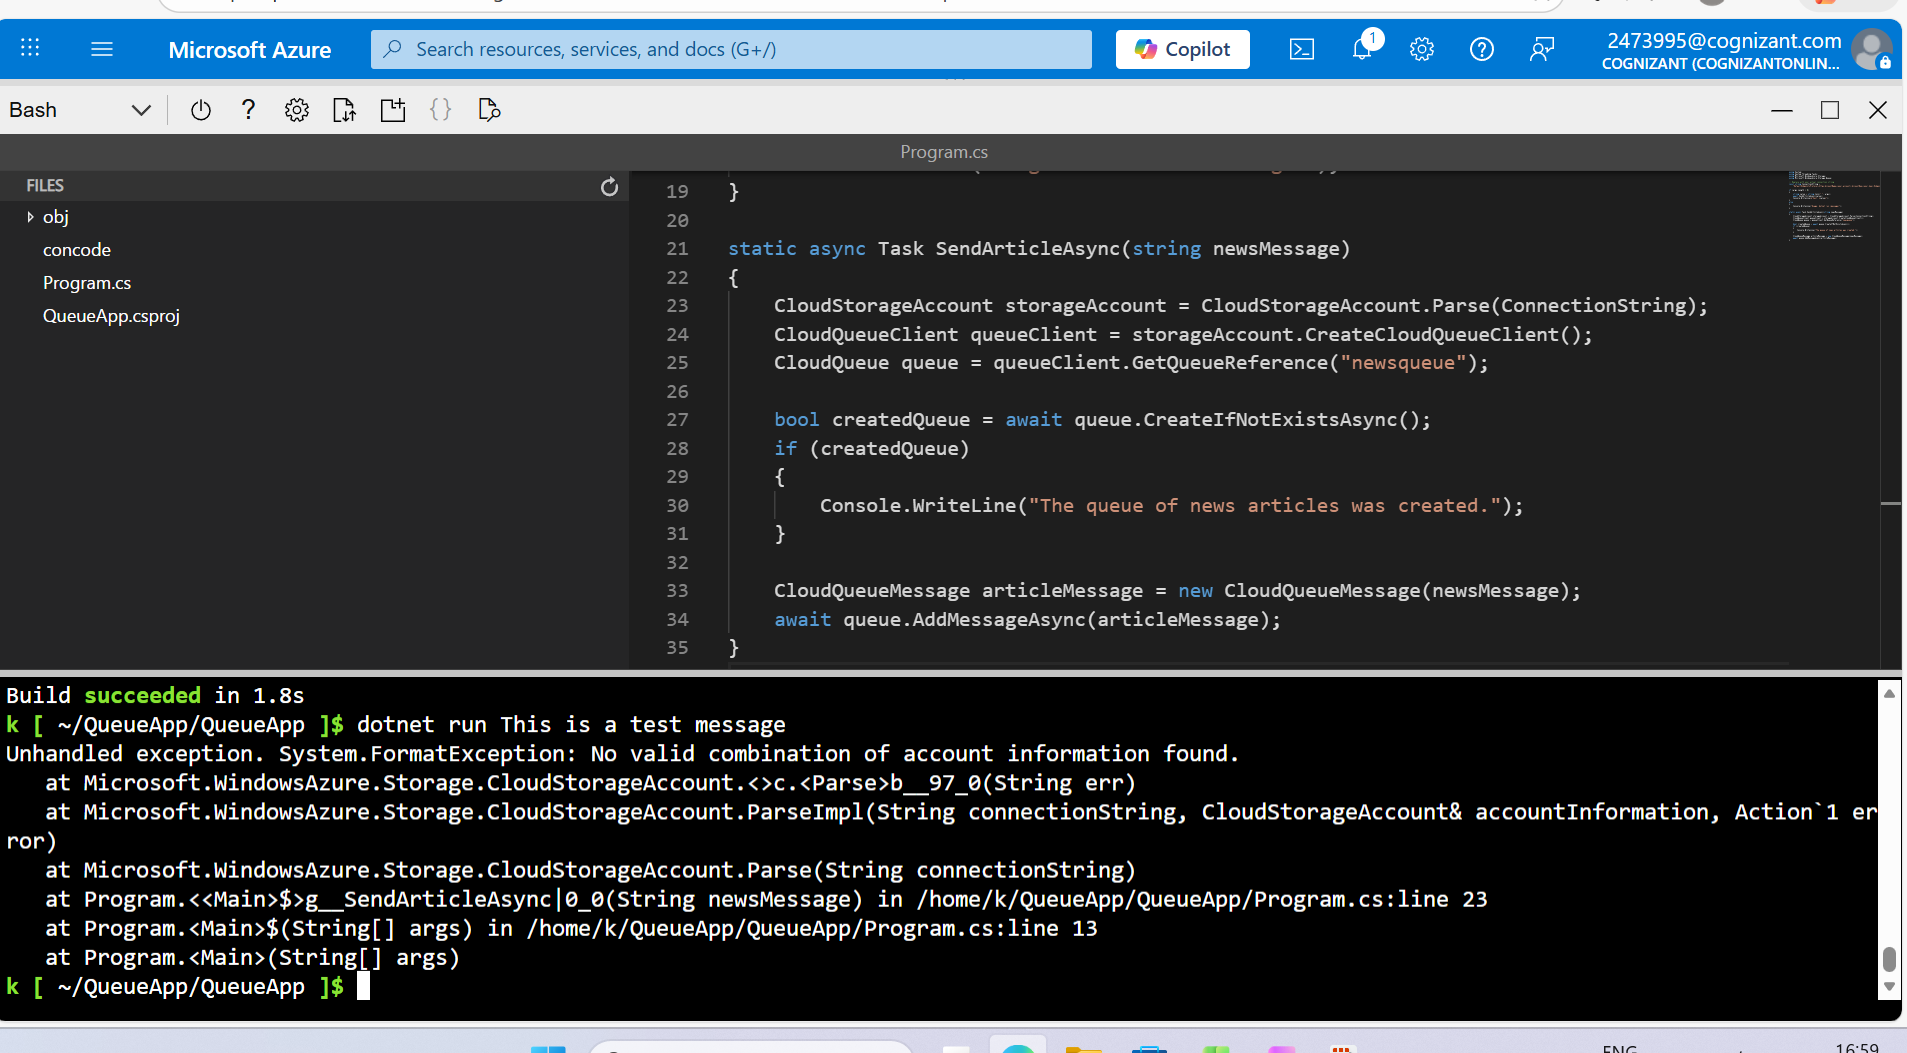 Microsoft Azure
Search resources, services, and docs (G+/)
Copilot
1
2473995@cognizant.com
COGNIZANT (COGNIZANTONLIN...
Bash
Program.cs
FILES
obj
concode
Program.cs
QueueApp.csproj
19 }
20
21 static async Task SendArticleAsync(string newsMessage)
22 {
23 CloudStorageAccount storageAccount = CloudStorageAccount.Parse(ConnectionString);
24 CloudQueueClient queueClient = storageAccount.CreateCloudQueueClient();
25 CloudQueue queue = queueClient.GetQueueReference("newsqueue");
26
27 bool createdQueue = await queue.CreateIfNotExistsAsync();
28 if (createdQueue)
29 {
30 Console.WriteLine("The queue of news articles was created.");
31 }
32
33 CloudQueueMessage articleMessage = new CloudQueueMessage(newsMessage);
34 await queue.AddMessageAsync(articleMessage);
35 }
Build succeeded in 1.8s
k [ ~/QueueApp/QueueApp ]$ dotnet run This is a test message
Unhandled exception. System.FormatException: No valid combination of account information found.
at Microsoft.WindowsAzure.Storage.CloudStorageAccount.<>c.<Parse>b__97_0(String err)
at Microsoft.WindowsAzure.Storage.CloudStorageAccount.ParseImpl(String connectionString, CloudStorageAccount& accountInformation, Action`1 er
ror)
at Microsoft.WindowsAzure.Storage.CloudStorageAccount.Parse(String connectionString)
at Program.<<Main>$>g__SendArticleAsync|0_0(String newsMessage) in /home/k/QueueApp/QueueApp/Program.cs:line 23
at Program.<Main>$(String[] args) in /home/k/QueueApp/QueueApp/Program.cs:line 13
at Program.<Main>(String[] args)
k [ ~/QueueApp/QueueApp ]$
ENG
16:59